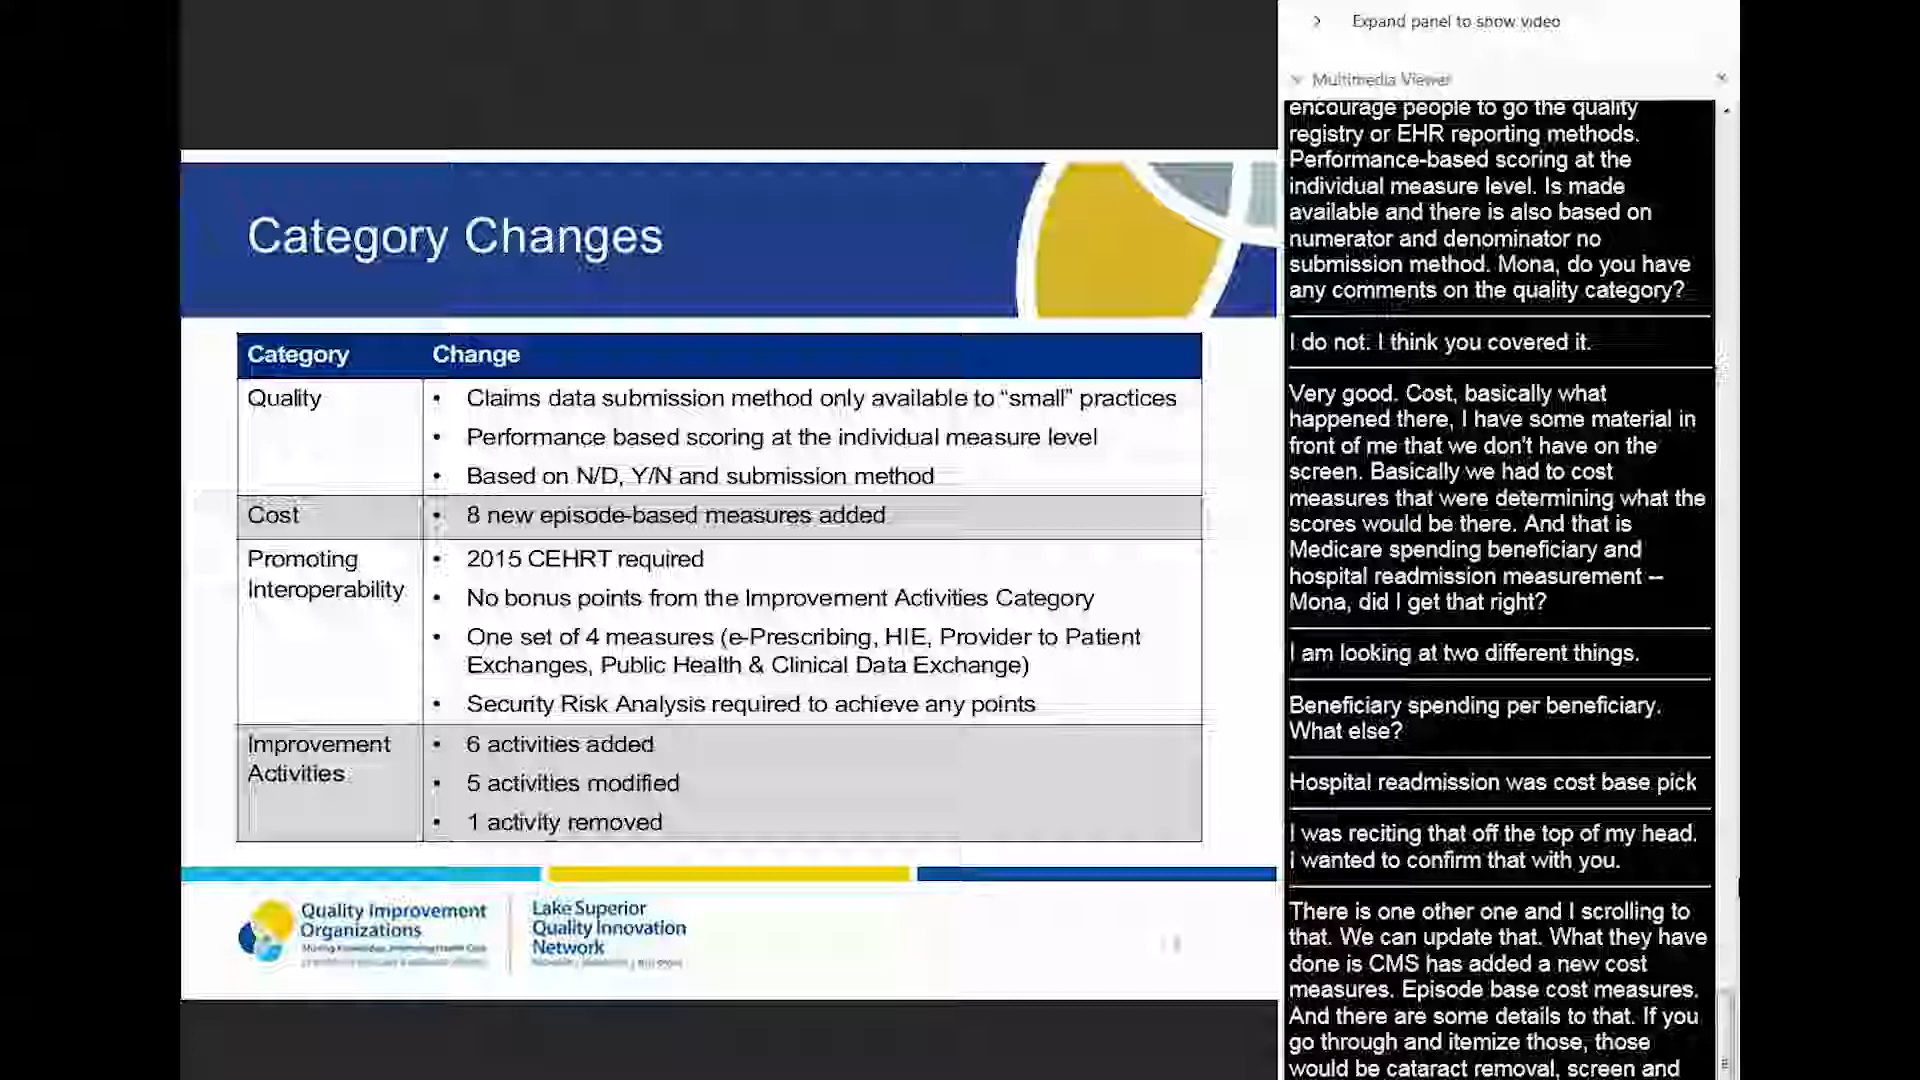 Category Changes
Category Change
Quality
• Claims data submission method only available to “small” practices
• Performance based scoring at the individual measure level
• Based on N/D, Y/N and submission method
Cost
• 8 new episode-based measures added
Promoting
Interoperability
• 2015 CEHRT required
• No bonus points from the Improvement Activities Category
• One set of 4 measures (e-Prescribing, HIE, Provider to Patient
Exchanges, Public Health & Clinical Data Exchange)
• Security Risk Analysis required to achieve any points
Improvement
Activities
• 6 activities added
• 5 activities modified
• 1 activity removed
Quality Improvement
Organizations
Lake Superior
Quality Innovation
Network
Expand panel to show video
Multimedia Viewer
encourage people to go the quality
registry or EHR reporting methods.
Performance-based scoring at the
individual measure level. Is made
available and there is also based on
numerator and denominator no
submission method. Mona, do you have
any comments on the quality category?
I do not. I think you covered it.
Very good. Cost, basically what
happened there, I have some material in
front of me that we don't have on the
screen. Basically we had to cost
measures that were determining what the
scores would be there. And that is
Medicare spending beneficiary and
hospital readmission measurement --
Mona, did I get that right?
I am looking at two different things.
Beneficiary spending per beneficiary.
What else?
Hospital readmission was cost base pick
I was reciting that off the top of my head.
I wanted to confirm that with you.
There is one other one and I scrolling to
that. We can update that. What they have
done is CMS has added a new cost
measures. Episode base cost measures.
And there are some details to that. If you
go through and itemize those, those
would be cataract removal, screen and